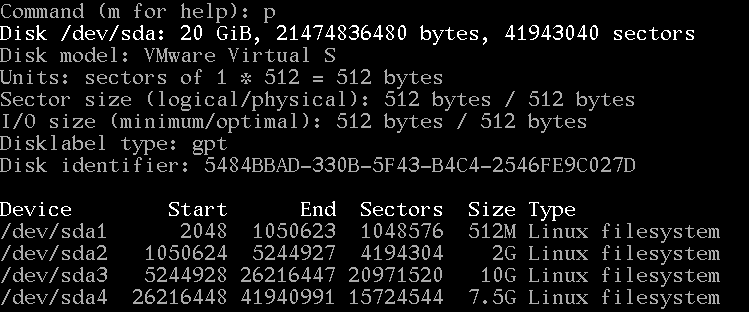 Command (m for help): p
Disk /dev/sda: 20 GiB, 21474836480 bytes, 41943040 sectors
Disk model: VMware Virtual S
Units: sectors of 1 * 512 = 512 bytes
Sector size (logical/physical): 512 bytes / 512 bytes
I/O size (minimum/optimal): 512 bytes / 512 bytes
Disklabel type: gpt
Disk identifier: 5484BBAD-330B-5F43-B4C4-2546FE9C027D
Device Start End Sectors Size Type
/dev/sda1 2048 1050623 1048576 512M Linux filesystem
/dev/sda2 1050624 5244927 4194304 2G Linux filesystem
/dev/sda3 5244928 26216447 20971520 10G Linux filesystem
/dev/sda4 26216448 41940991 15724544 7.5G Linux filesystem